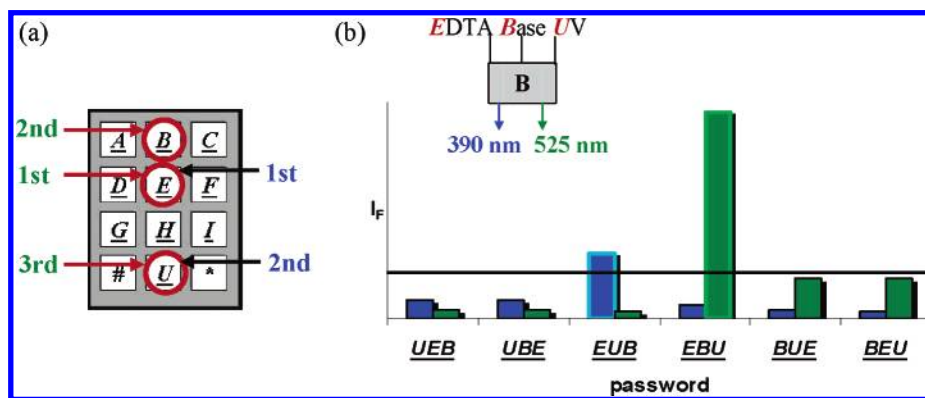 (a)
2nd
A B C
1st
D E F
1st
G H I
3rd
# U *
2nd
(b)
EDTA Base UV
B
390 nm 525 nm
IF
UEB UBE EUB EBU BUE BEU
password